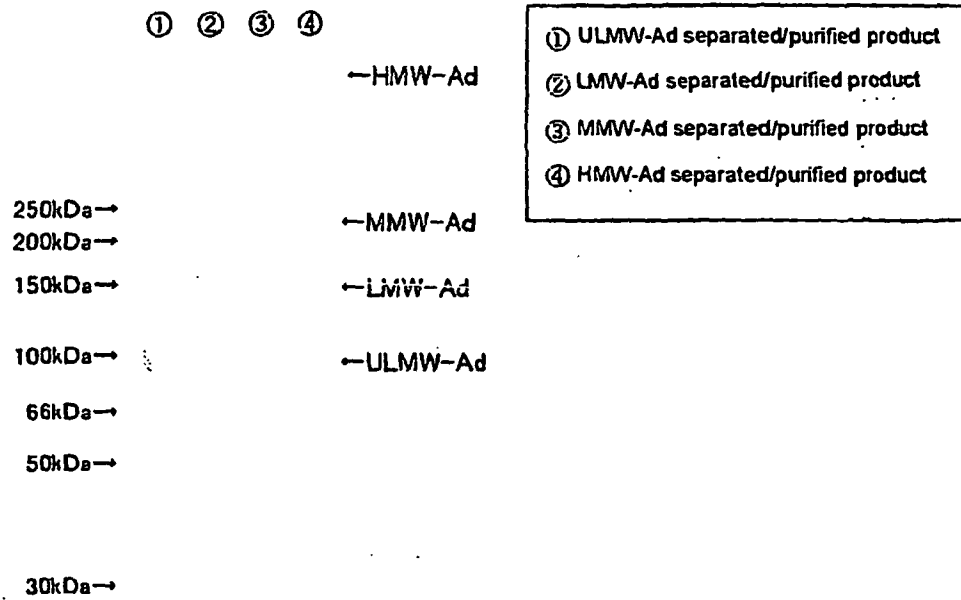 ① ② ③ ④
←HMW-Ad
250kDa→
←MMW-Ad
200kDa→
150kDa→
←LMW-Ad
100kDa→
←ULMW-Ad
66kDa→
50kDa→
30kDa→
① ULMW-Ad separated/purified product
② LMW-Ad separated/purified product
③ MMW-Ad separated/purified product
④ HMW-Ad separated/purified product